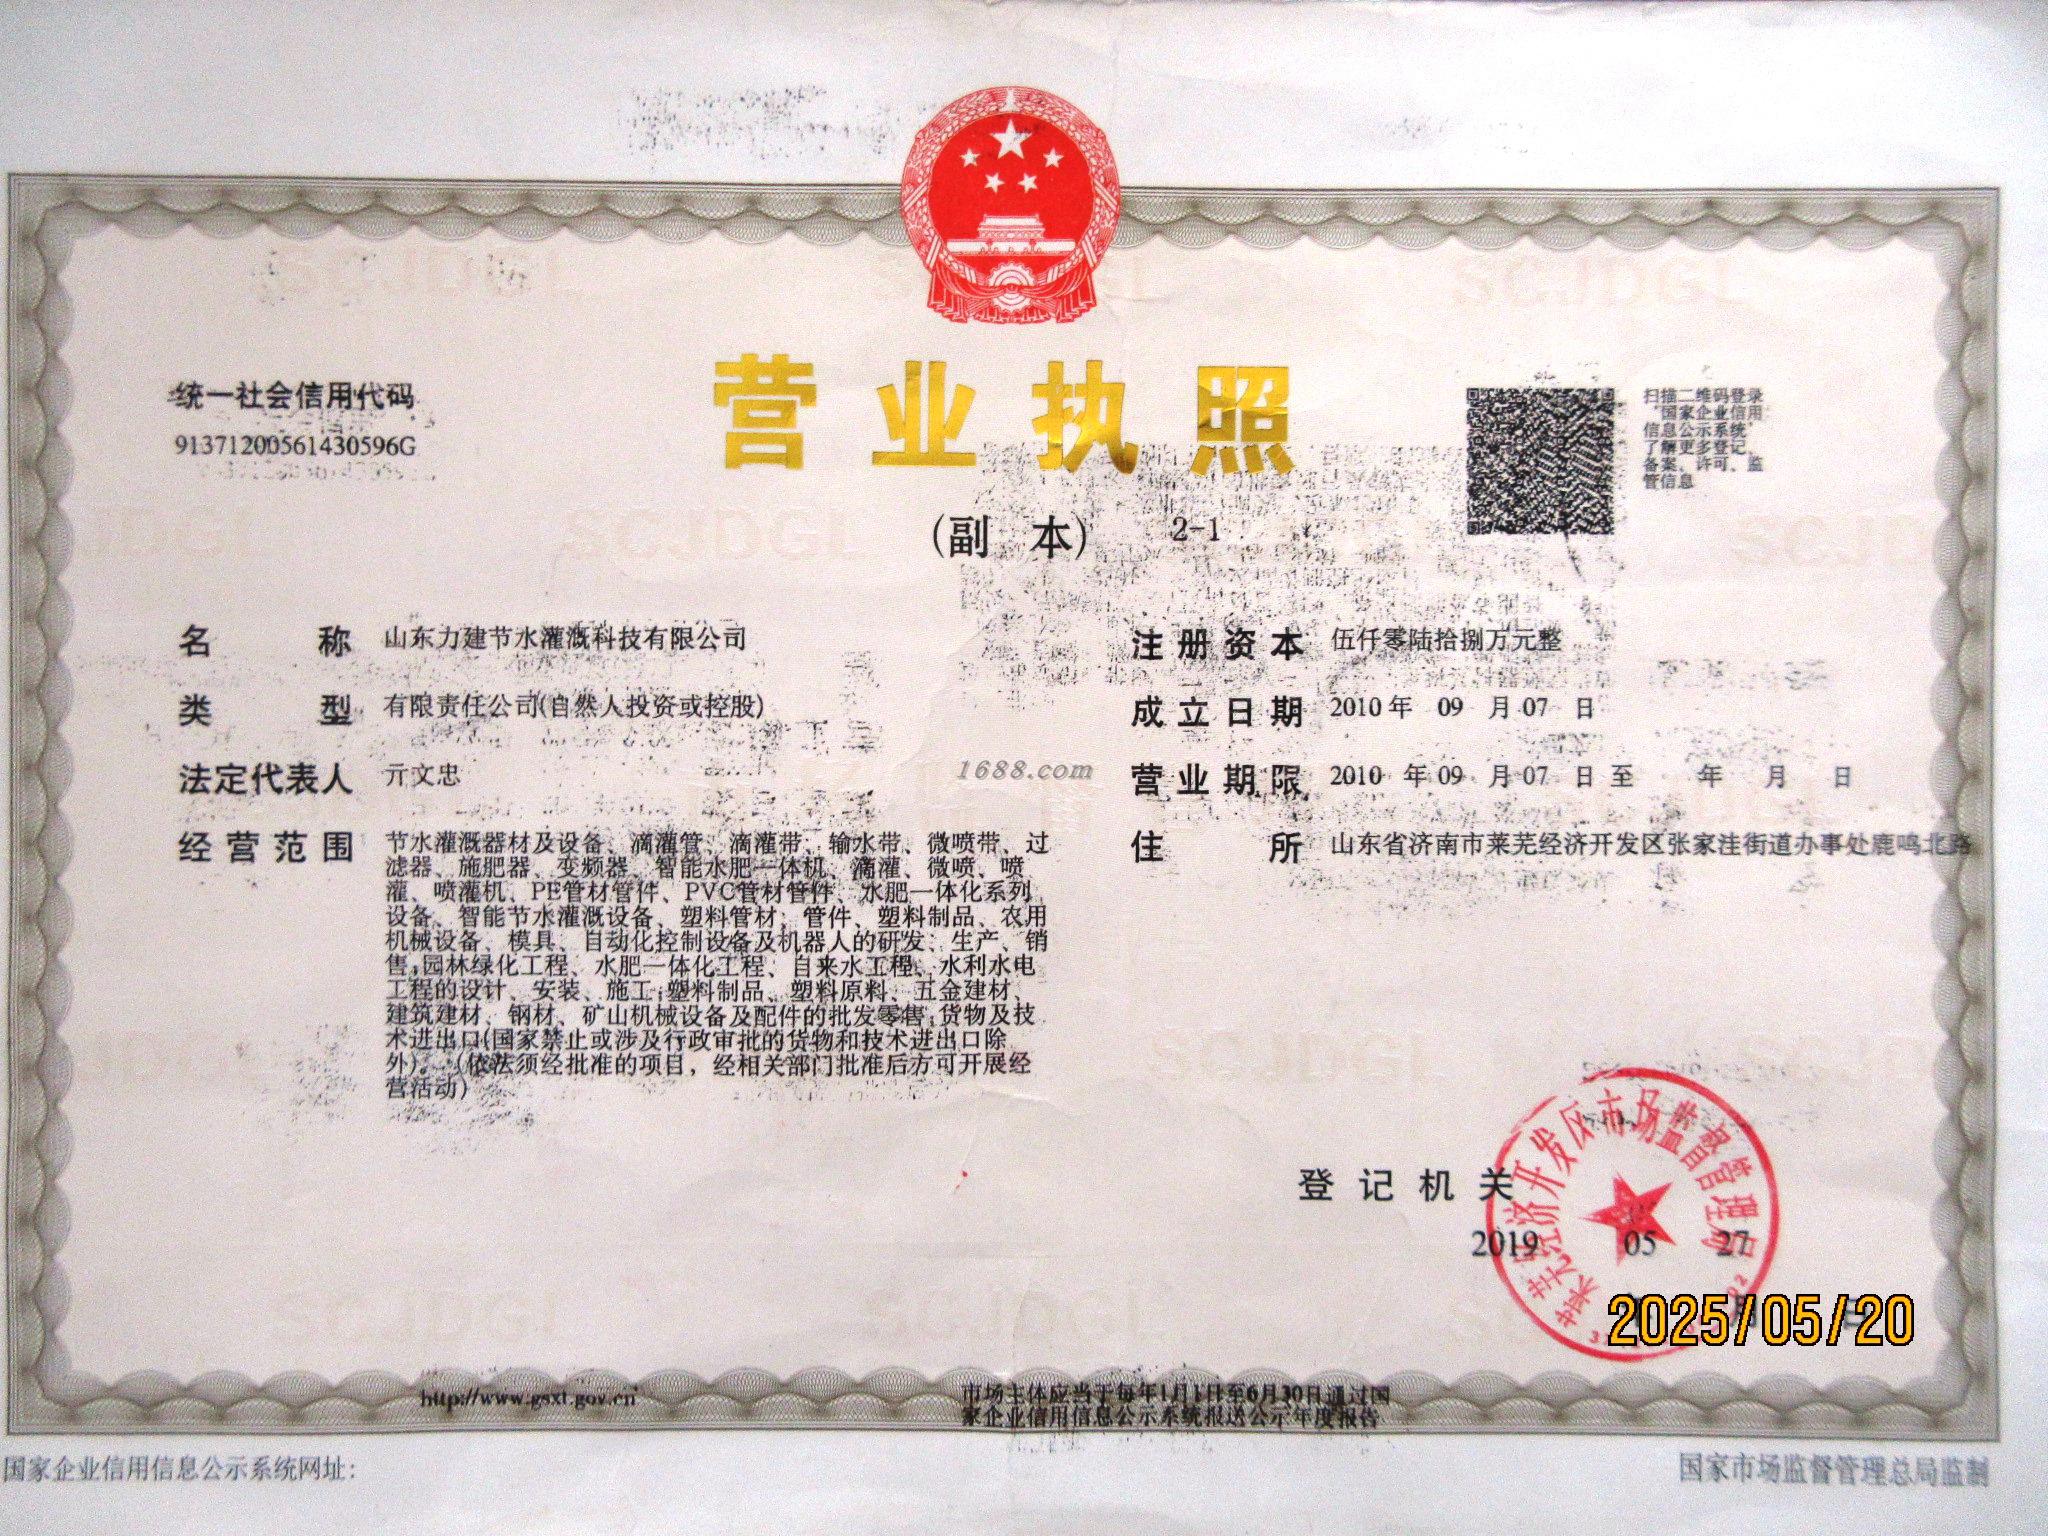 营业执照
(副 本) 2-1
统一社会信用代码
91371200561430596G
扫描二维码登录
"国家企业信用
信息公示系统"
了解更多登记、
备案、许可、监
管信息
名 称 山东力建节水灌溉科技有限公司
类 型 有限责任公司(自然人投资或控股)
法定代表人 亓文忠
经营范围 节水灌溉器材及设备、滴灌管、滴灌带、输水带、微喷带、过
滤器、施肥器、变频器、智能水肥一体机、滴灌、微喷、喷
灌、喷灌机、PE管材管件、PVC管材管件、水肥一体化系列
设备、智能节水灌溉设备、塑料管材、管件、塑料制品、农用
机械设备、模具、自动化控制设备及机器人的研发、生产、销
售;园林绿化工程、水肥一体化工程、自来水工程、水利水电
工程的设计、安装、施工;塑料制品、塑料原料、五金建材、
建筑建材、钢材、矿山机械设备及配件的批发零售;货物及技
术进出口(国家禁止或涉及行政审批的货物和技术进出口除
外)。(依法须经批准的项目，经相关部门批准后方可开展经
营活动)
1688.com
注册资本 伍仟零陆拾捌万元整
成立日期 2010年 09 月07 日
营业期限 2010 年09 月07 日至 年 月 日
住 所 山东省济南市莱芜经济开发区张家洼街道办事处鹿鸣北路
登记机关
莱芜经济开发区市场监督管理局
2019 05 27
月 日
2025/05/20
http://www.gsxt.gov.cn
市场主体应当于每年1月1日至6月30日通过国
家企业信用信息公示系统报送公示年度报告
国家企业信用信息公示系统网址:
国家市场监督管理总局监制